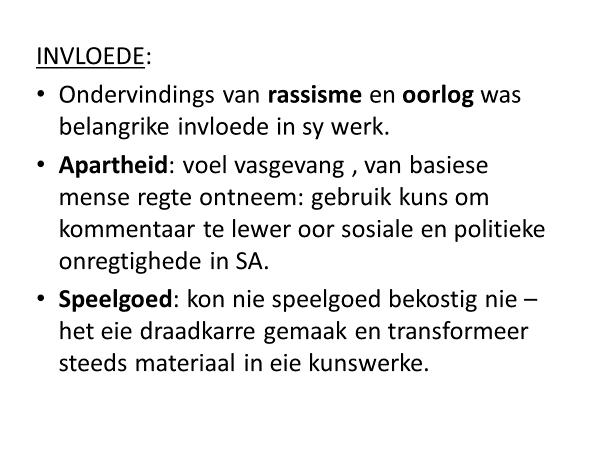 INVLOEDE:
• Ondervindings van rassisme en oorlog was
belangrike invloede in sy werk.
• Apartheid: voel vasgevang , van basiese
mense regte ontneem: gebruik kuns om
kommentaar te lewer oor sosiale en politieke
onregtighede in SA.
• Speelgoed: kon nie speelgoed bekostig nie –
het eie draadkarre gemaak en transformeer
steeds materiaal in eie kunswerke.